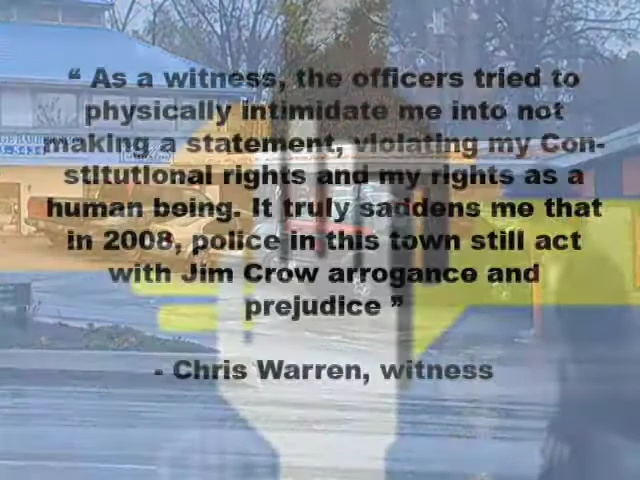 “ As a witness, the officers tried to
physically intimidate me into not
making a statement, violating my Con-
stitutional rights and my rights as a
human being. It truly saddens me that
in 2008, police in this town still act
with Jim Crow arrogance and
prejudice ”
- Chris Warren, witness